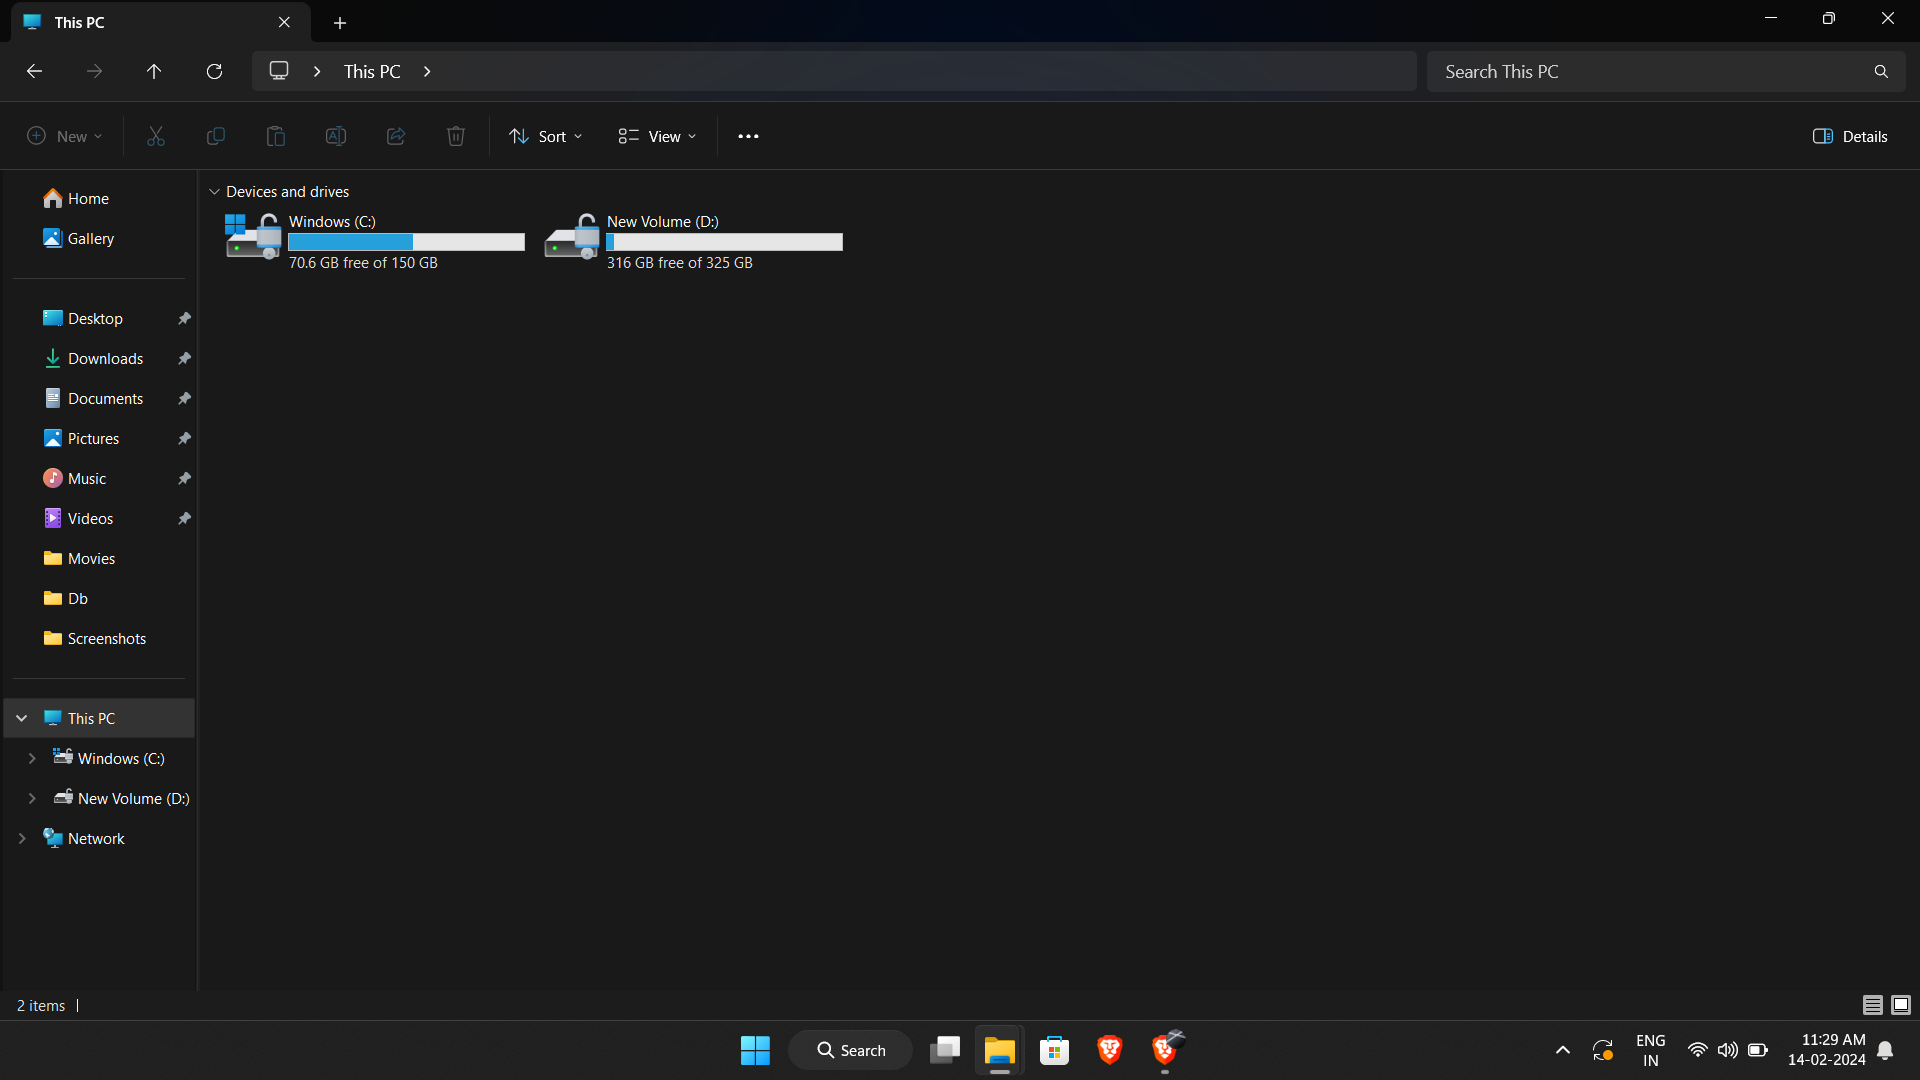 This PC
This PC
Search This PC
New
Sort
View
Details
Home
Gallery
Desktop
Downloads
Documents
Pictures
Music
Videos
Movies
Db
Screenshots
This PC
Windows (C:)
New Volume (D:)
Network
Devices and drives
Windows (C:)
70.6 GB free of 150 GB
New Volume (D:)
316 GB free of 325 GB
2 items
Search
ENG
IN
11:29 AM
14-02-2024